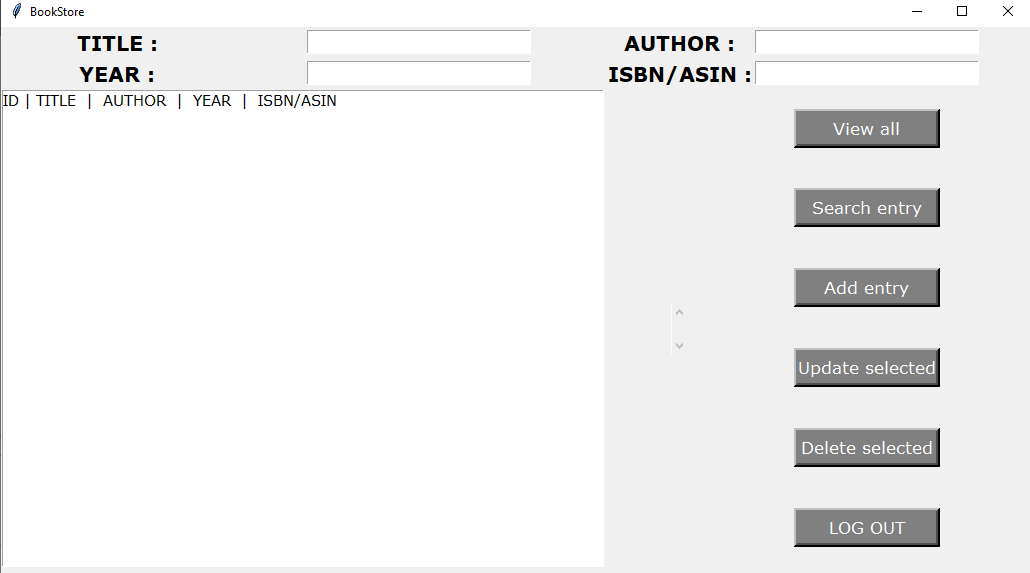 BookStore
TITLE : AUTHOR :
YEAR : ISBN/ASIN :
ID | TITLE | AUTHOR | YEAR | ISBN/ASIN
View all
Search entry
Add entry
Update selected
Delete selected
LOG OUT